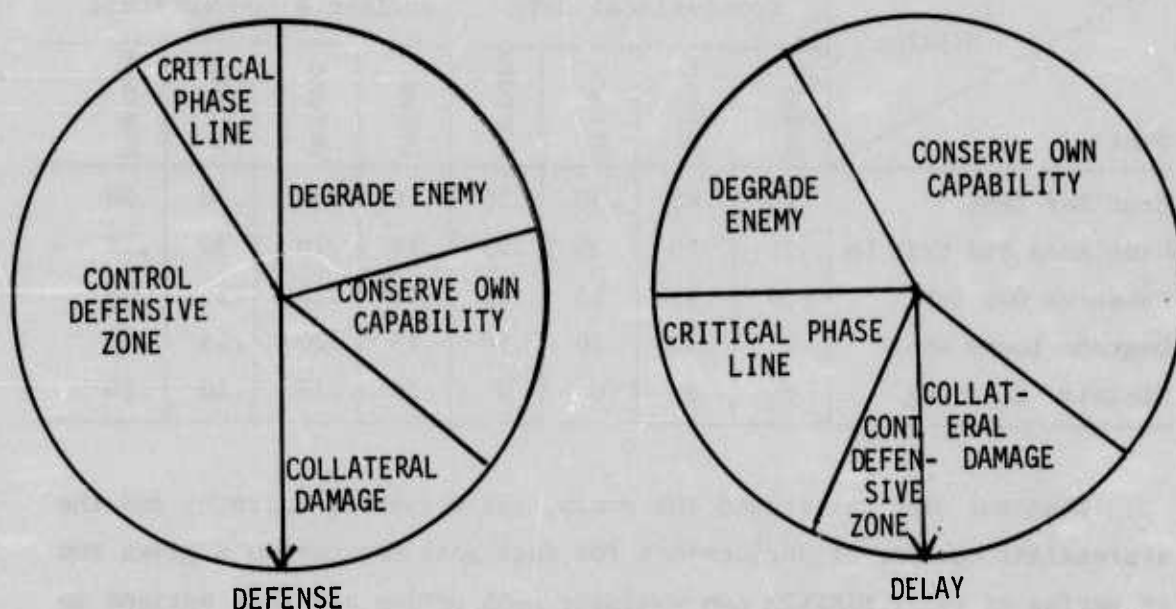 CRITICAL
PHASE
LINE
DEGRADE ENEMY
CONTROL
DEFENSIVE
ZONE
CONSERVE OWN
CAPABILITY
COLLATERAL
DAMAGE
DEFENSE
CONSERVE OWN
CAPABILITY
DEGRADE
ENEMY
CRITICAL PHASE
LINE
CONT
DEFEN-
SIVE
ZONE
COLLAT-
ERAL
DAMAGE
DELAY